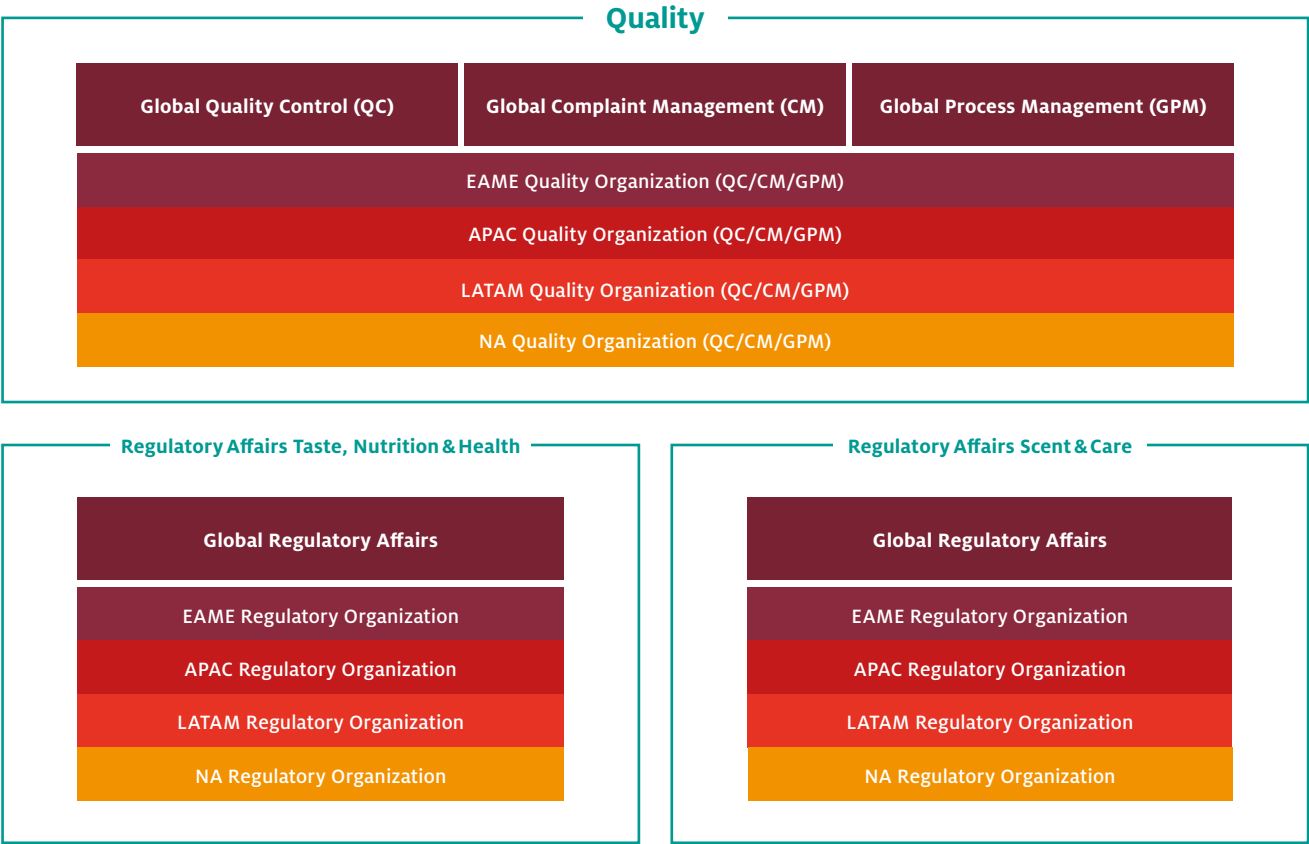 Quality
Global Quality Control (QC)
Global Complaint Management (CM)
Global Process Management (GPM)
EAME Quality Organization (QC/CM/GPM)
APAC Quality Organization (QC/CM/GPM)
LATAM Quality Organization (QC/CM/GPM)
NA Quality Organization (QC/CM/GPM)
Regulatory Affairs Taste, Nutrition & Health
Global Regulatory Affairs
EAME Regulatory Organization
APAC Regulatory Organization
LATAM Regulatory Organization
NA Regulatory Organization
Regulatory Affairs Scent & Care
Global Regulatory Affairs
EAME Regulatory Organization
APAC Regulatory Organization
LATAM Regulatory Organization
NA Regulatory Organization